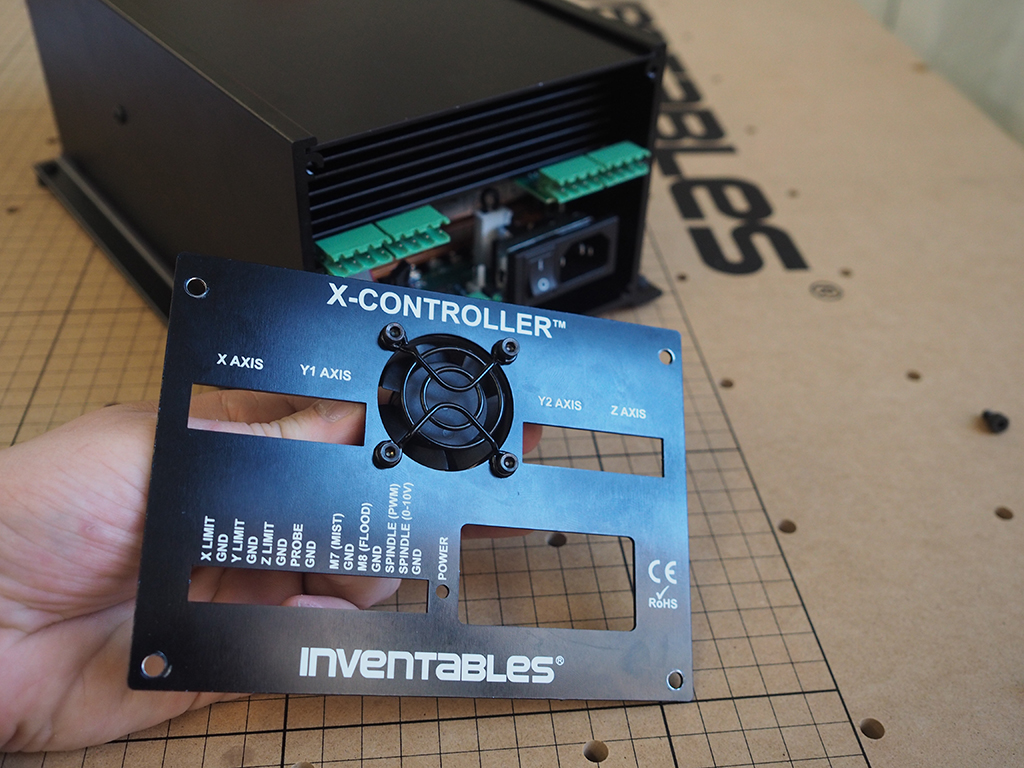 X-CONTROLLER™
X AXIS
Y1 AXIS
Y2 AXIS
Z AXIS
X LIMIT
GND
Y LIMIT
GND
Z LIMIT
GND
PROBE
GND
M7 (MIST)
GND
M8 (FLOOD)
GND
SPINDLE (PWM)
SPINDLE (0-10V)
GND
POWER
CE
RoHS
INVENTABLES®
ABLES
®